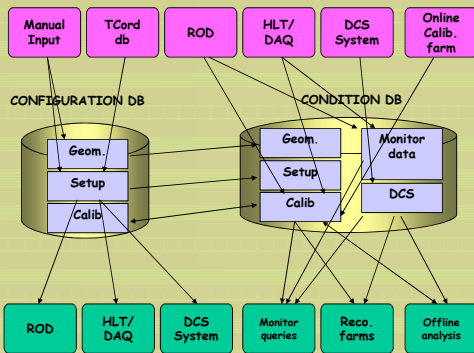 Manual
Input
TCord
db
ROD
HLT/
DAQ
DCS
System
Online
Calib.
farm
CONFIGURATION DB
CONDITION DB
Geom.
Setup
Calib
Geom.
Setup
Calib
Monitor
data
DCS
ROD
HLT/
DAQ
DCS
System
Monitor
queries
Reco.
farms
Offline
analysis